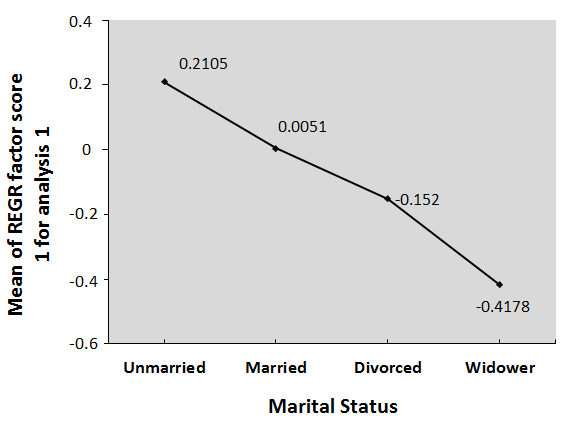 0.4
0.2
0
-0.2
-0.4
-0.6
Mean of REGR factor score
1 for analysis 1
0.2105
0.0051
-0.152
-0.4178
Unmarried
Married
Divorced
Widower
Marital Status